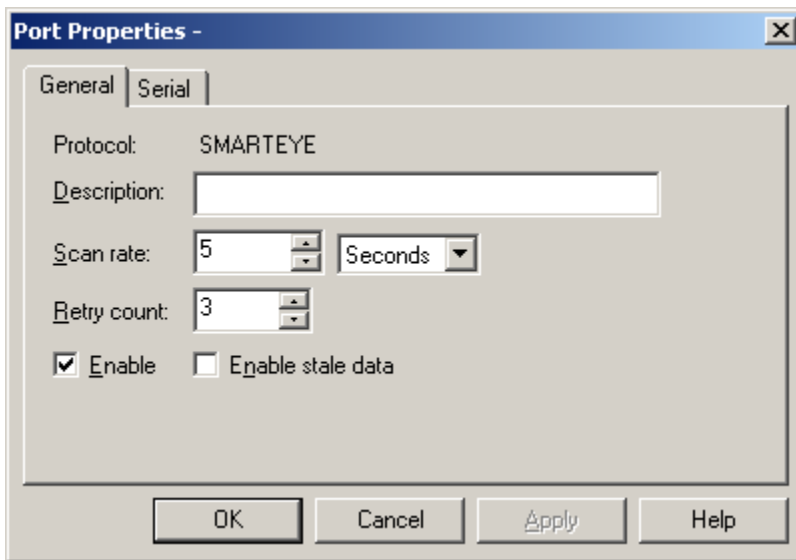 Port Properties -
General Serial
Protocol: SMARTEYE
Description:
Scan rate: 5 Seconds
Retry count: 3
Enable Enable stale data
OK Cancel Apply Help